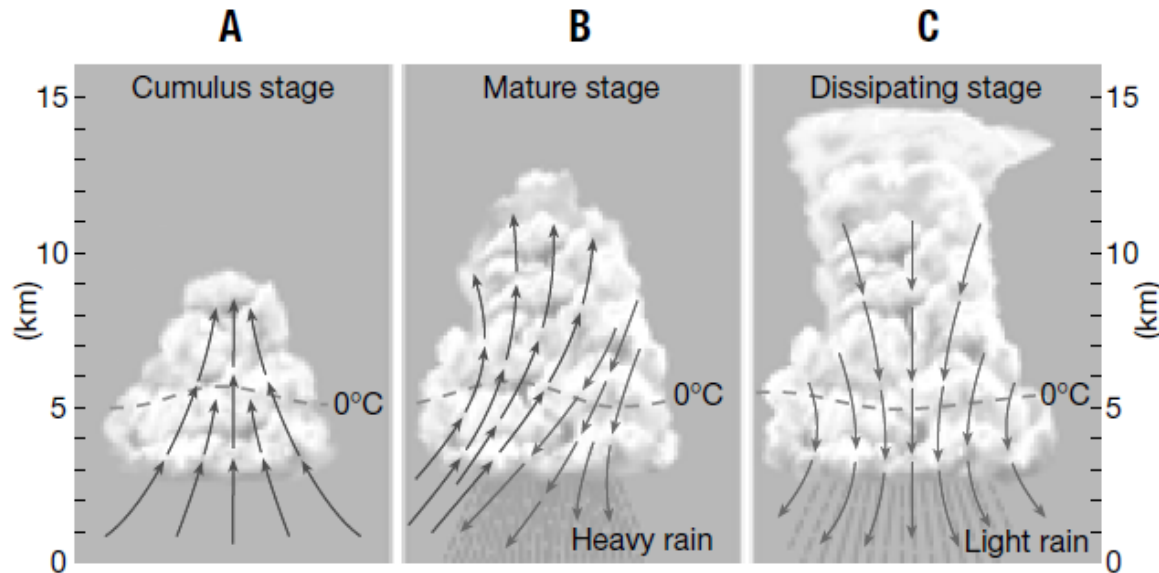 A
B
C
Cumulus stage
Mature stage
Dissipating stage
15
10
5
0
(km)
0°C
0°C
Heavy rain
0°C
Light rain
15
10
5
0
(km)